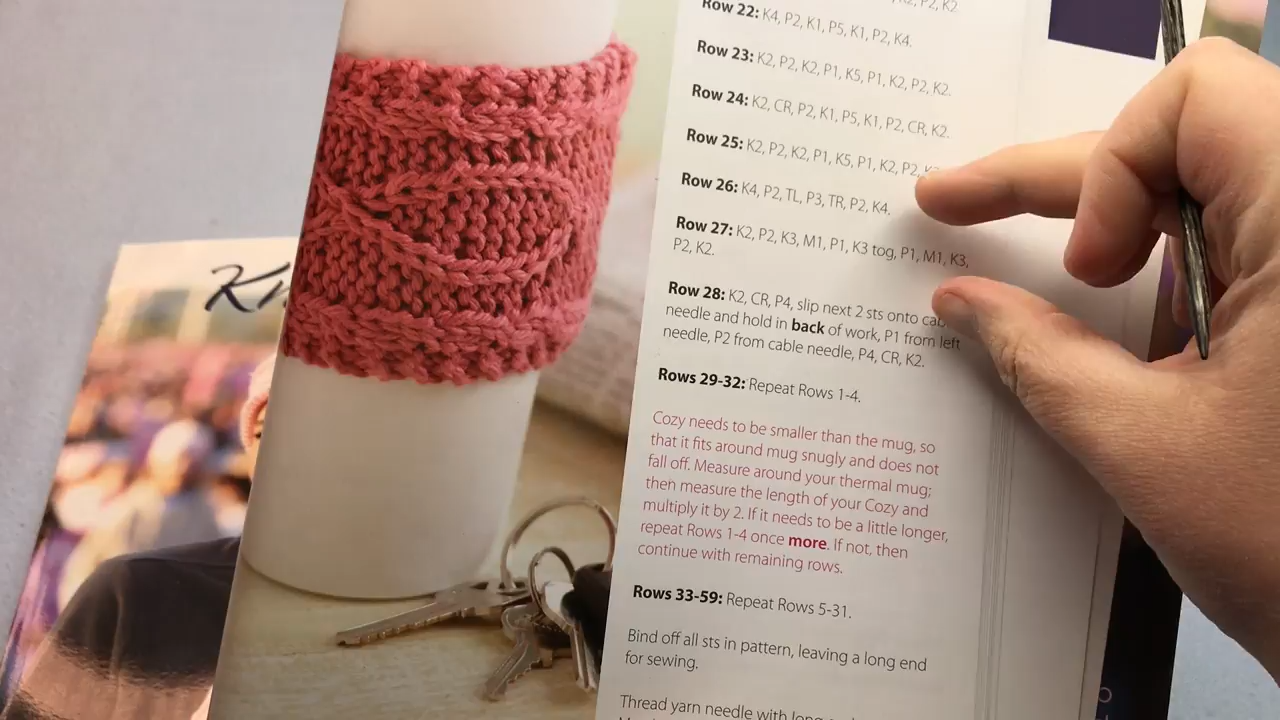 P2, K2.
Row 22: K4, P2, K1, P5, K1, P2, K4.
Row 23: K2, P2, K2, P1, K5, P1, K2, P2, K2.
Row 24: K2, CR, P2, K1, P5, K1, P2, CR, K2.
Row 25: K2, P2, K2, P1, K5, P1, K2, P2,
Row 26: K4, P2, TL, P3, TR, P2, K4.
Row 27: K2, P2, K3, M1, P1, K3 tog, P1, M1, K3,
P2, K2.
Row 28: K2, CR, P4, slip next 2 sts onto
needle and hold in back of work, P1 from left
needle, P2 from cable needle, P4, CR, K2.
Rows 29-32: Repeat Rows 1-4.
Cozy needs to be smaller than the mug, so
that it fits around mug snugly and does not
fall off. Measure around your thermal mug;
then measure the length of your Cozy and
multiply it by 2. If it needs to be a little longer,
repeat Rows 1-4 once more. If not, then
continue with remaining rows.
Rows 33-59: Repeat Rows 5-31.
Bind off all sts in pattern, leaving a long end
for sewing.
Thread yarn needle with long